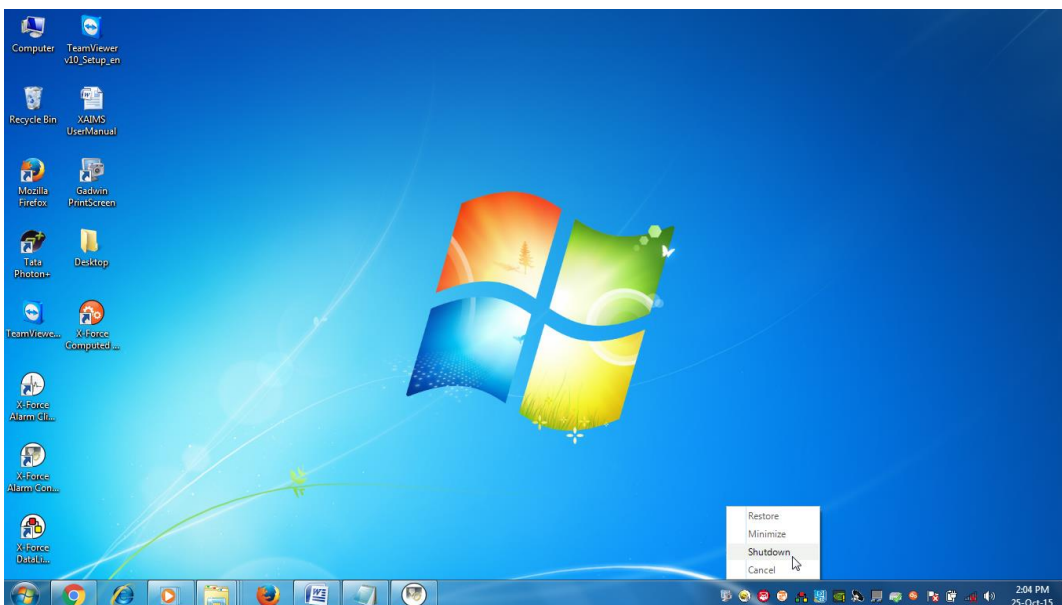 Computer
TeamViewer
v10_Setup_en
Recycle Bin
XAIMS
UserManual
Mozilla
Firefox
Gadwin
PrintScreen
Tata
Photon+
Desktop
TeamViewe...
X-Force
Computed ...
X-Force
Alarm Cli...
X-Force
Alarm Con...
X-Force
DataLi...
Restore
Minimize
Shutdown
Cancel
2:04 PM
25-Oct-15